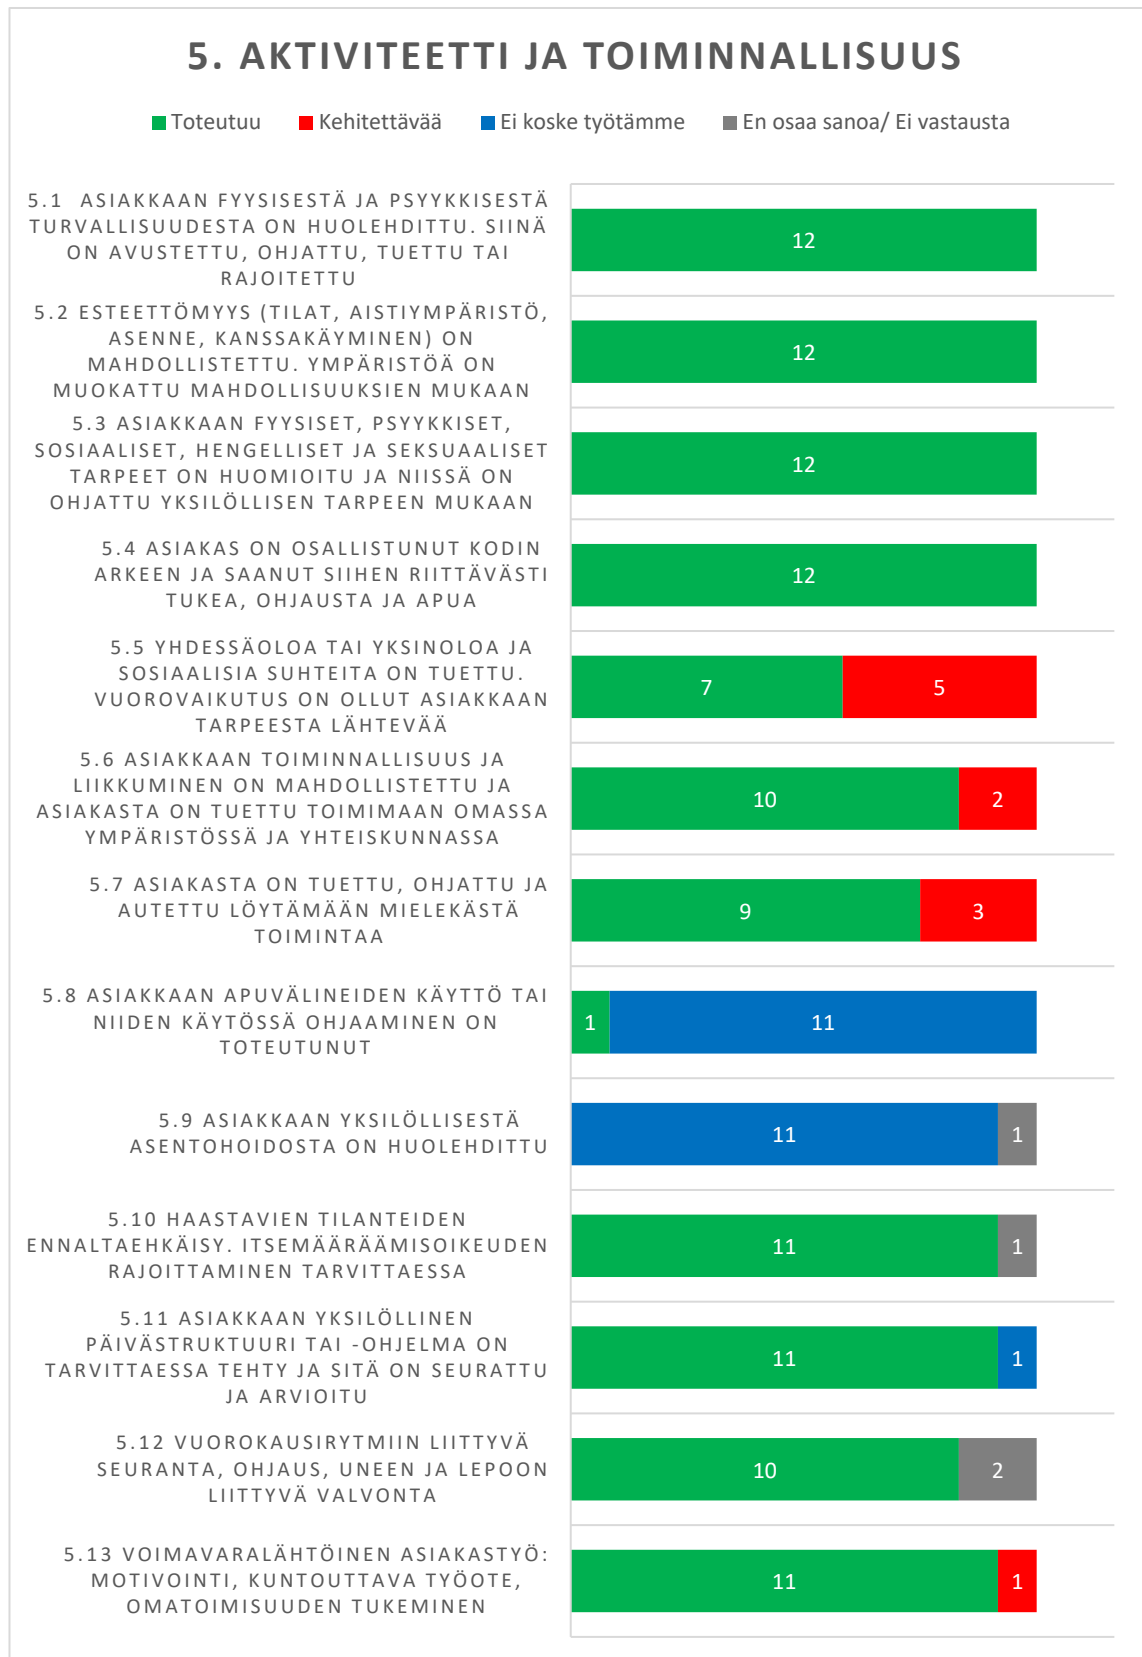 5. AKTIVITEETTI JA TOIMINNALLISUUS
Toteutuu Kehitettävää Ei koske työtämme En osaa sanoa/ Ei vastausta
5.1 ASIAKKAAN FYYSISESTÄ JA PSYYKKISESTÄ
TURVALLISUUDESTA ON HUOLEHDITTU. SIINÄ
ON AVUSTETTU, OHJATTU, TUETTU TAI
RAJOITETTU
12
5.2 ESTEETTÖMYYS (TILAT, AISTIYMPÄRISTÖ,
ASENNE, KANSSAKÄYMINEN) ON
MAHDOLLISTETTU. YMPÄRISTÖÄ ON
MUOKATTU MAHDOLLISUUKSIEN MUKAAN
12
5.3 ASIAKKAAN FYYSISET, PSYYKKISET,
SOSIAALISET, HENGELLISET JA SEKSUAALISET
TARPEET ON HUOMIOITU JA NIISSÄ ON
OHJATTU YKSILÖLLISEN TARPEEN MUKAAN
12
5.4 ASIAKAS ON OSALLISTUNUT KODIN
ARKEEN JA SAANUT SIIHEN RIITTÄVÄSTI
TUKEA, OHJAUSTA JA APUA
12
5.5 YHDESSÄOLOA TAI YKSINOLOA JA
SOSIAALISIA SUHTEITA ON TUETTU.
VUOROVAIKUTUS ON OLLUT ASIAKKAAN
TARPEESTA LÄHTEVÄÄ
7 5
5.6 ASIAKKAAN TOIMINNALLISUUS JA
LIIKKUMINEN ON MAHDOLLISTETTU JA
ASIAKASTA ON TUETTU TOIMIMAAN OMASSA
YMPÄRISTÖSSÄ JA YHTEISKUNNASSA
10 2
5.7 ASIAKASTA ON TUETTU, OHJATTU JA
AUTETTU LÖYTÄMÄÄN MIELEKÄSTÄ
TOIMINTAA
9 3
5.8 ASIAKKAAN APUVÄLINEIDEN KÄYTTÖ TAI
NIIDEN KÄYTÖSSÄ OHJAAMINEN ON
TOTEUTUNUT
1 11
5.9 ASIAKKAAN YKSILÖLLISESTÄ
ASENTOHOIDOSTA ON HUOLEHDITTU
11 1
5.10 HAASTAVIEN TILANTEIDEN
ENNALTAEHKÄISY. ITSEMÄÄRÄÄMISOIKEUDEN
RAJOITTAMINEN TARVITTAESSA
11 1
5.11 ASIAKKAAN YKSILÖLLINEN
PÄIVÄSTRUKTUURI TAI -OHJELMA ON
TARVITTAESSA TEHTY JA SITÄ ON SEURATTU
JA ARVIOITU
11 1
5.12 VUOROKAUSIRYTMIIN LIITTYVÄ
SEURANTA, OHJAUS, UNEEN JA LEPOON
LIITTYVÄ VALVONTA
10 2
5.13 VOIMAVARALÄHTÖINEN ASIAKASTYÖ:
MOTIVOINTI, KUNTOUTTAVA TYÖOTE,
OMATOIMISUUDEN TUKEMINEN
11 1